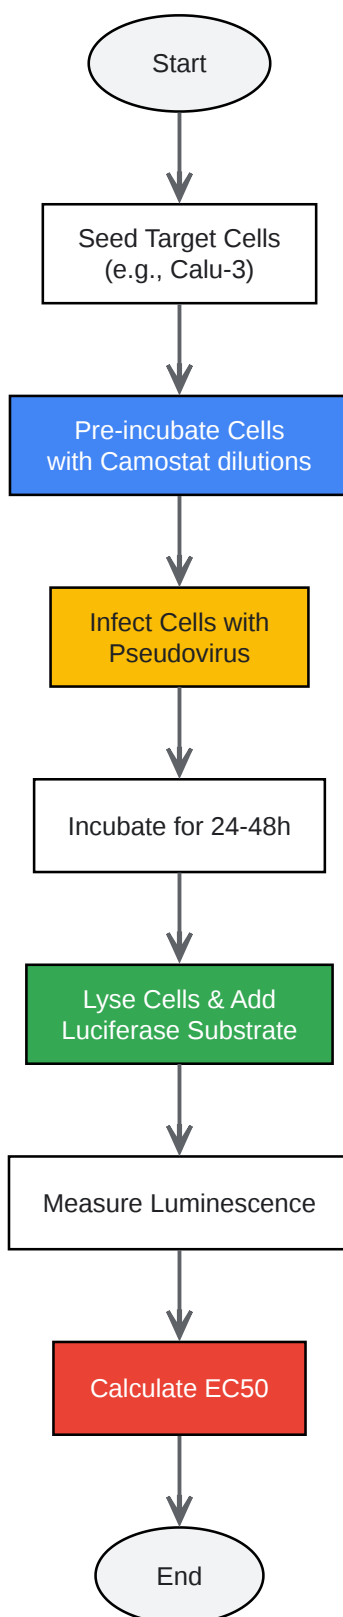 Start
Seed Target Cells
(e.g., Calu-3)
Pre-incubate Cells
with Camostat dilutions
Infect Cells with
Pseudovirus
Incubate for 24-48h
Lyse Cells & Add
Luciferase Substrate
Measure Luminescence
Calculate EC50
End